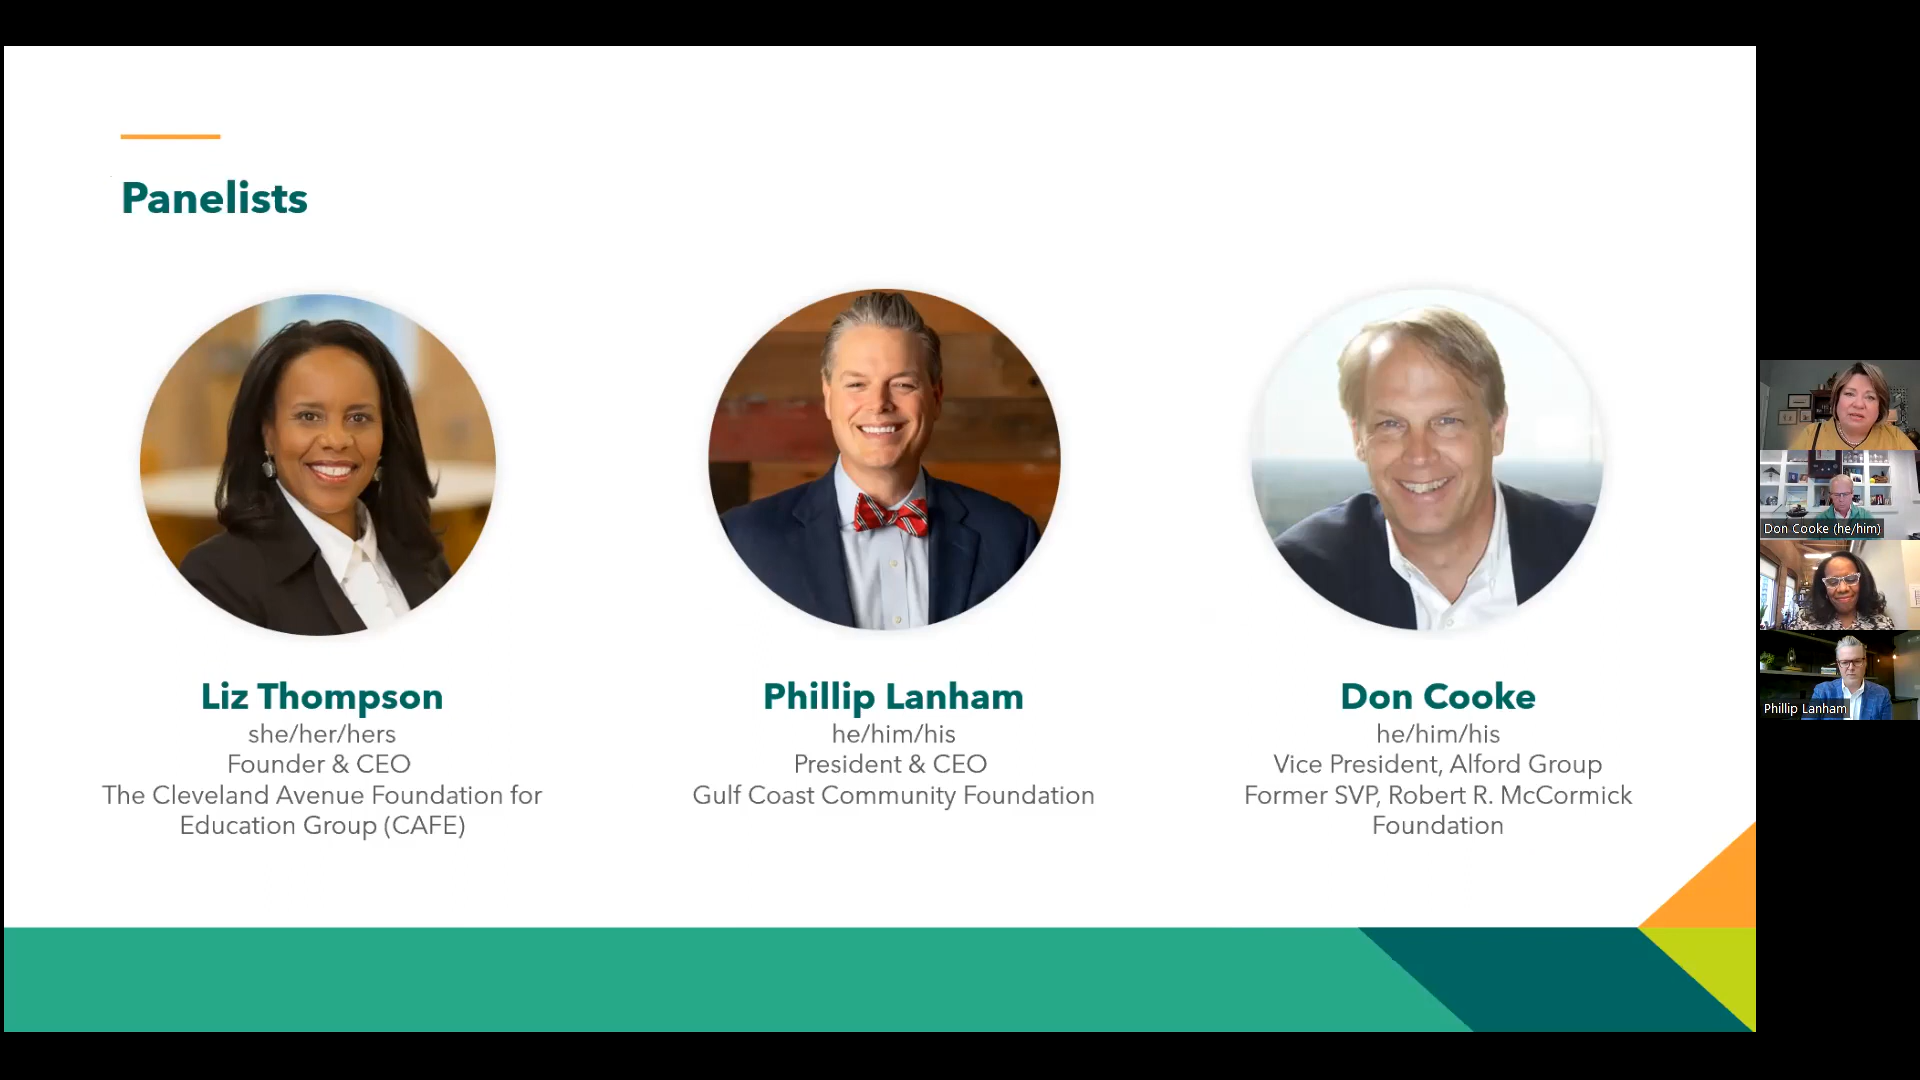 Panelists
Liz Thompson
she/her/hers
Founder & CEO
The Cleveland Avenue Foundation for
Education Group (CAFE)
Phillip Lanham
he/him/his
President & CEO
Gulf Coast Community Foundation
Don Cooke
he/him/his
Vice President, Alford Group
Former SVP, Robert R. McCormick
Foundation
Don Cooke (he/him)
Phillip Lanham